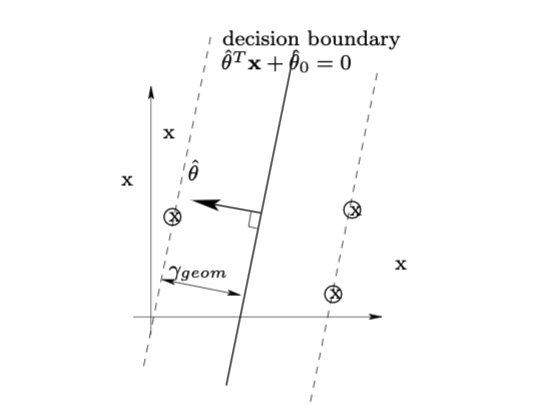 decision boundary
θ̂ᵀx + θ̂₀ = 0
x
θ̂
x
x
x
x
γgeom
x
x